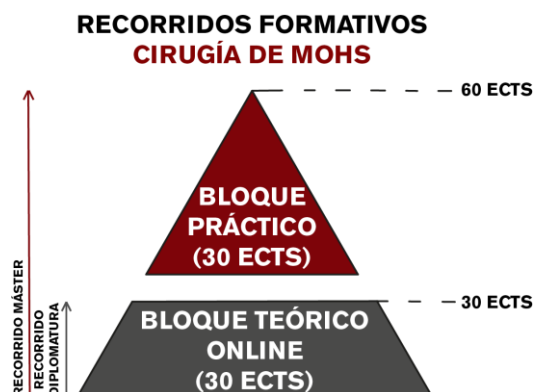 RECORRIDOS FORMATIVOS
CIRUGÍA DE MOHS
60 ECTS
BLOQUE
PRÁCTICO
(30 ECTS)
30 ECTS
BLOQUE TEÓRICO
ONLINE
(30 ECTS)
RECORRIDO MÁSTER
RECORRIDO
DIPLOMATURA